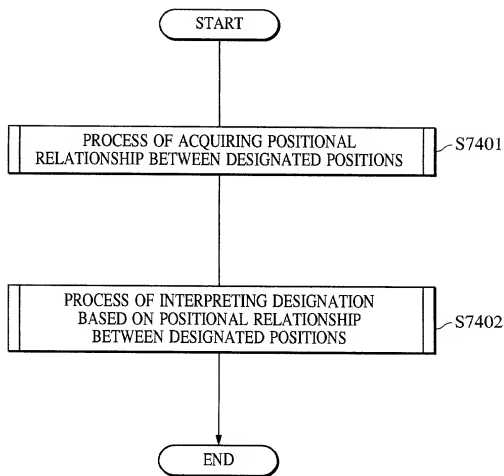 START
PROCESS OF ACQUIRING POSITIONAL
RELATIONSHIP BETWEEN DESIGNATED POSITIONS
S7401
PROCESS OF INTERPRETING DESIGNATION
BASED ON POSITIONAL RELATIONSHIP
BETWEEN DESIGNATED POSITIONS
S7402
END